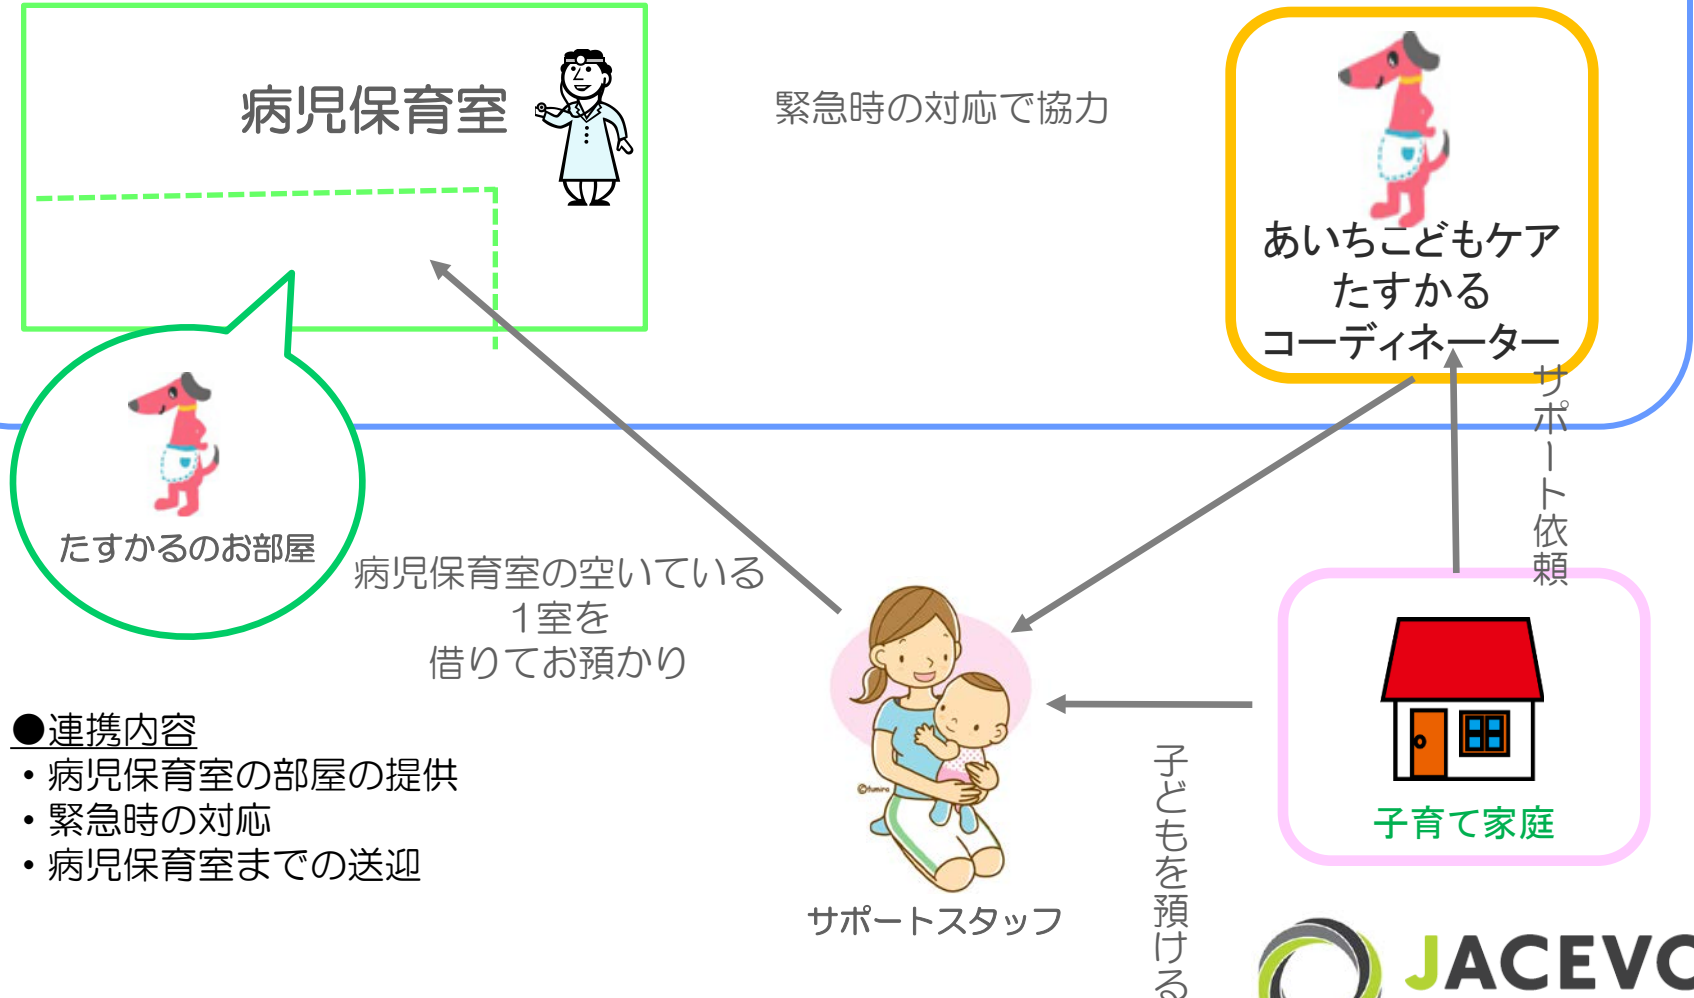 病児保育室
緊急時の対応で協力
あいちこどもケア
たすかる
コーディネーター
サポート依頼
たすかるのお部屋
病児保育室の空いている
1室を
借りてお預かり
●連携内容
・病児保育室の部屋の提供
・緊急時の対応
・病児保育室までの送迎
©fumira
サポートスタッフ
子どもを預ける
子育て家庭
JACEVO